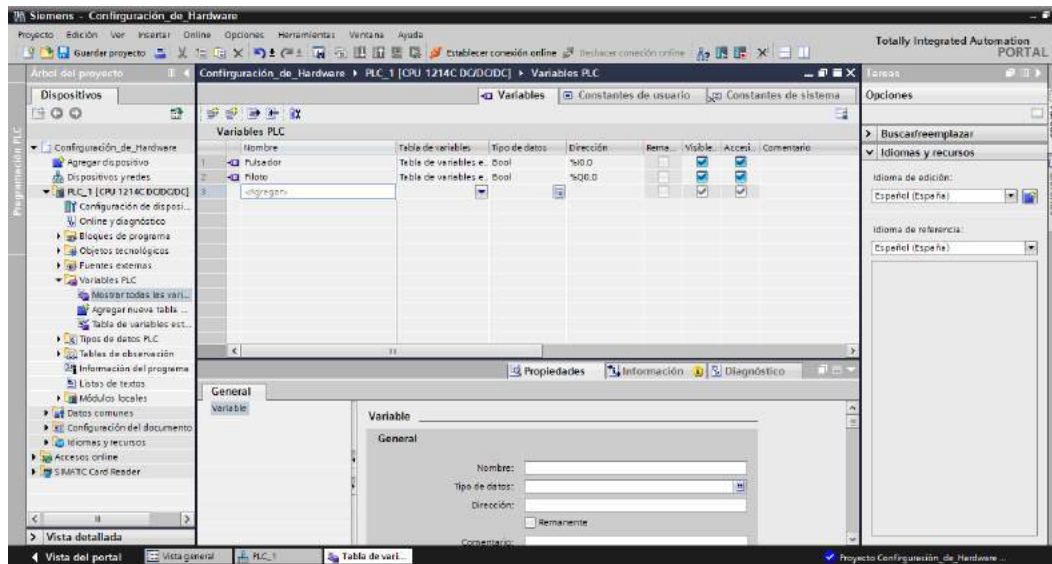 Siemens - Confirguración_de_Hardware
Proyecto Edición Ver Insertar Online Opciones Herramientas Ventana Ayuda
Totally Integrated Automation
PORTAL
Guardar proyecto
Establecer conexión online
Deshacer conexión online
Árbol del proyecto
Confirguración_de_Hardware PLC_1 [CPU 1214C DC/DC/DC] Variables PLC
Tareas
Dispositivos
Variables
Constantes de usuario
Constantes de sistema
Opciones
Programación PLC
Variables PLC
Nombre Tabla de variables Tipo de datos Dirección Rema... Visible.. Accesi.. Comentario
1 Pulsador Tabla de variables e.. Bool %I0.0
2 Piloto Tabla de variables e.. Bool %Q0.0
3 <Agregar>
Confirguración_de_Hardware
Agregar dispositivo
Dispositivos y redes
PLC_1 [CPU 1214C DC/DC/DC]
Configuración de disposi...
Online y diagnóstico
Bloques de programa
Objetos tecnológicos
Fuentes externas
Variables PLC
Mostrar todas las vari...
Agregar nueva tabla ...
Tabla de variables est...
Tipos de datos PLC
Tablas de observación
Información del programa
Listas de textos
Módulos locales
Datos comunes
Configuración del documento
Idiomas y recursos
Accesos online
SIMATIC Card Reader
Vista detallada
Buscar/reemplazar
Idiomas y recursos
Idioma de edición:
Español (España)
Idioma de referencia:
Español (España)
Propiedades
Información
Diagnóstico
General
Variable
Variable
General
Nombre:
Tipo de datos:
Dirección:
Remanente
Comentario:
Vista del portal
Vista general
PLC_1
Tabla de vari...
Proyecto Confirguración_de_Hardware ...